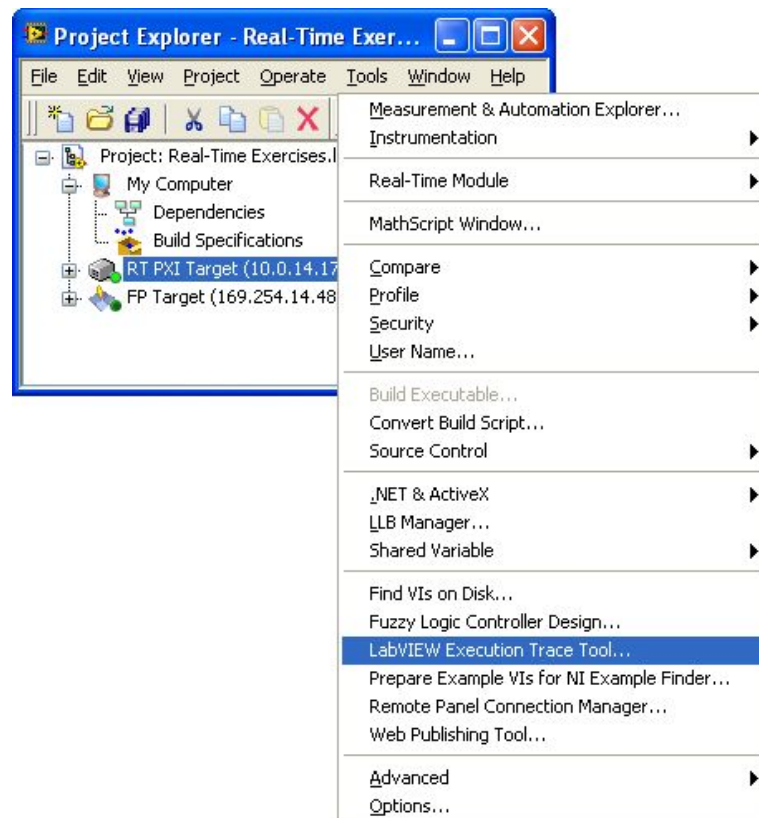 Project Explorer - Real-Time Exer...
File Edit View Project Operate Tools Window Help
Project: Real-Time Exercises.l
My Computer
Dependencies
Build Specifications
RT PXI Target (10.0.14.17
FP Target (169.254.14.48
Measurement & Automation Explorer...
Instrumentation
Real-Time Module
MathScript Window...
Compare
Profile
Security
User Name...
Build Executable...
Convert Build Script...
Source Control
.NET & ActiveX
LLB Manager...
Shared Variable
Find VIs on Disk...
Fuzzy Logic Controller Design...
LabVIEW Execution Trace Tool...
Prepare Example VIs for NI Example Finder...
Remote Panel Connection Manager...
Web Publishing Tool...
Advanced
Options...